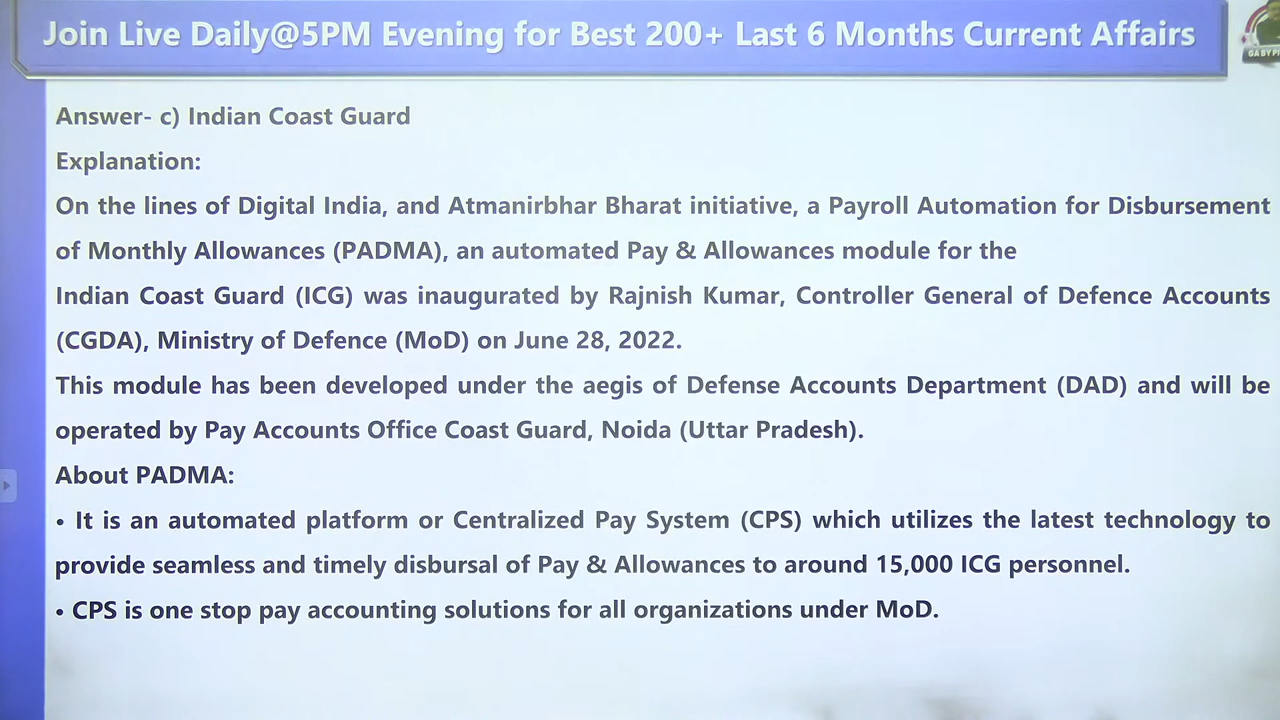 Join Live Daily@5PM Evening for Best 200+ Last 6 Months Current Affairs
Answer- c) Indian Coast Guard
Explanation:
On the lines of Digital India, and Atmanirbhar Bharat initiative, a Payroll Automation for Disbursement
of Monthly Allowances (PADMA), an automated Pay & Allowances module for the
Indian Coast Guard (ICG) was inaugurated by Rajnish Kumar, Controller General of Defence Accounts
(CGDA), Ministry of Defence (MoD) on June 28, 2022.
This module has been developed under the aegis of Defense Accounts Department (DAD) and will be
operated by Pay Accounts Office Coast Guard, Noida (Uttar Pradesh).
About PADMA:
• It is an automated platform or Centralized Pay System (CPS) which utilizes the latest technology to
provide seamless and timely disbursal of Pay & Allowances to around 15,000 ICG personnel.
• CPS is one stop pay accounting solutions for all organizations under MoD.